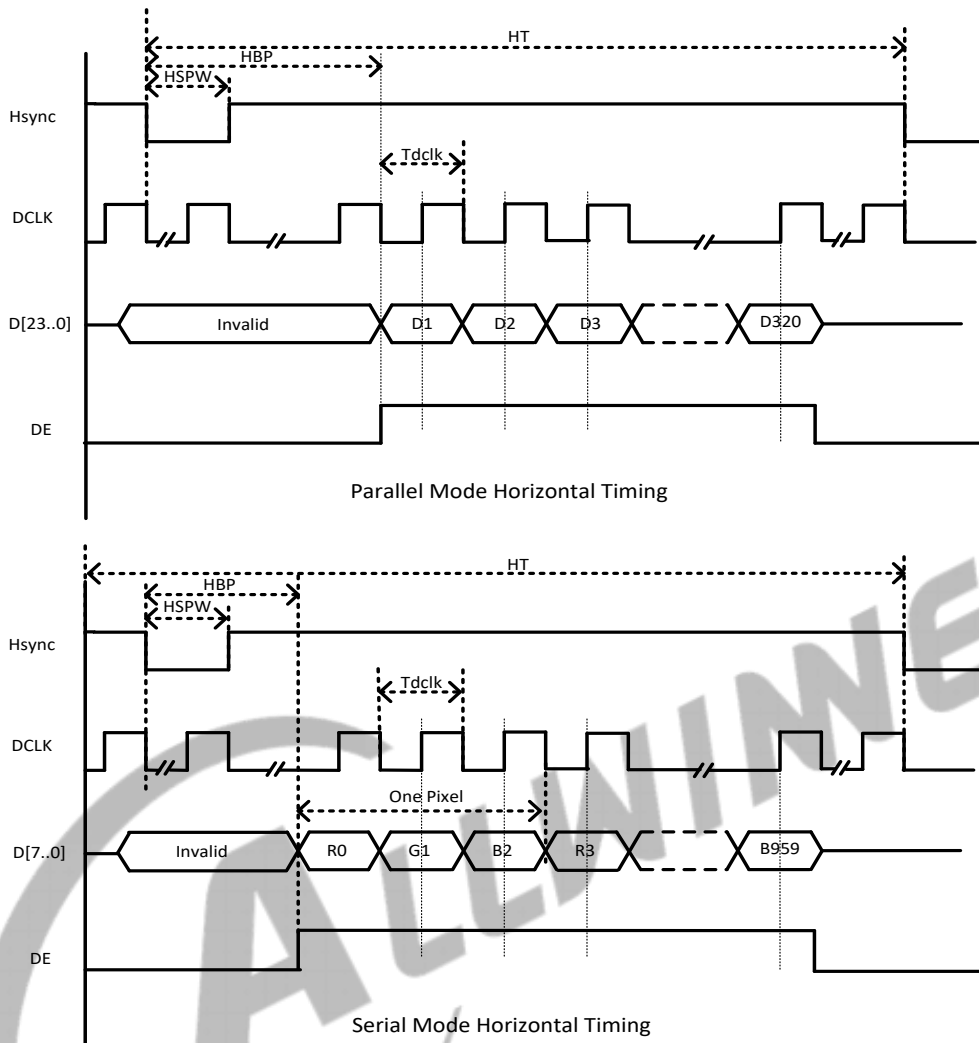 HT
HBP
HSPW
Hsync
Tdclk
DCLK
D[23..0]
Invalid
D1
D2
D3
D320
DE
Parallel Mode Horizontal Timing
HT
HBP
HSPW
Hsync
Tdclk
DCLK
One Pixel
D[7..0]
Invalid
R0
G1
B2
R3
B959
DE
Serial Mode Horizontal Timing
ALLWINNE